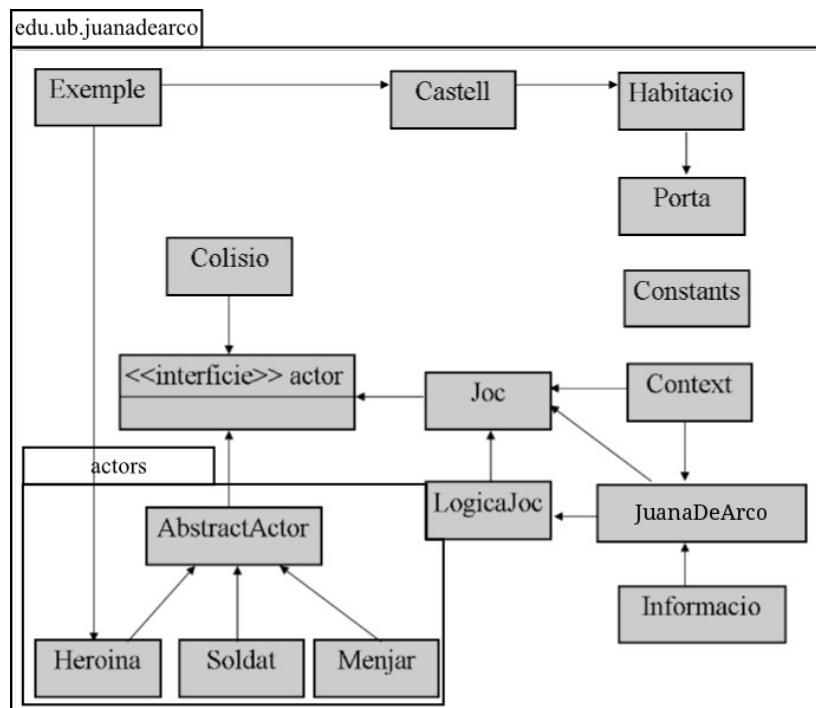 edu.ub.juanadearco
Exemple
Castell
Habitacio
Porta
Colisio
Constants
<<interficie>> actor
Joc
Context
actors
AbstractActor
LogicaJoc
JuanaDeArco
Informacio
Heroina
Soldat
Menjar